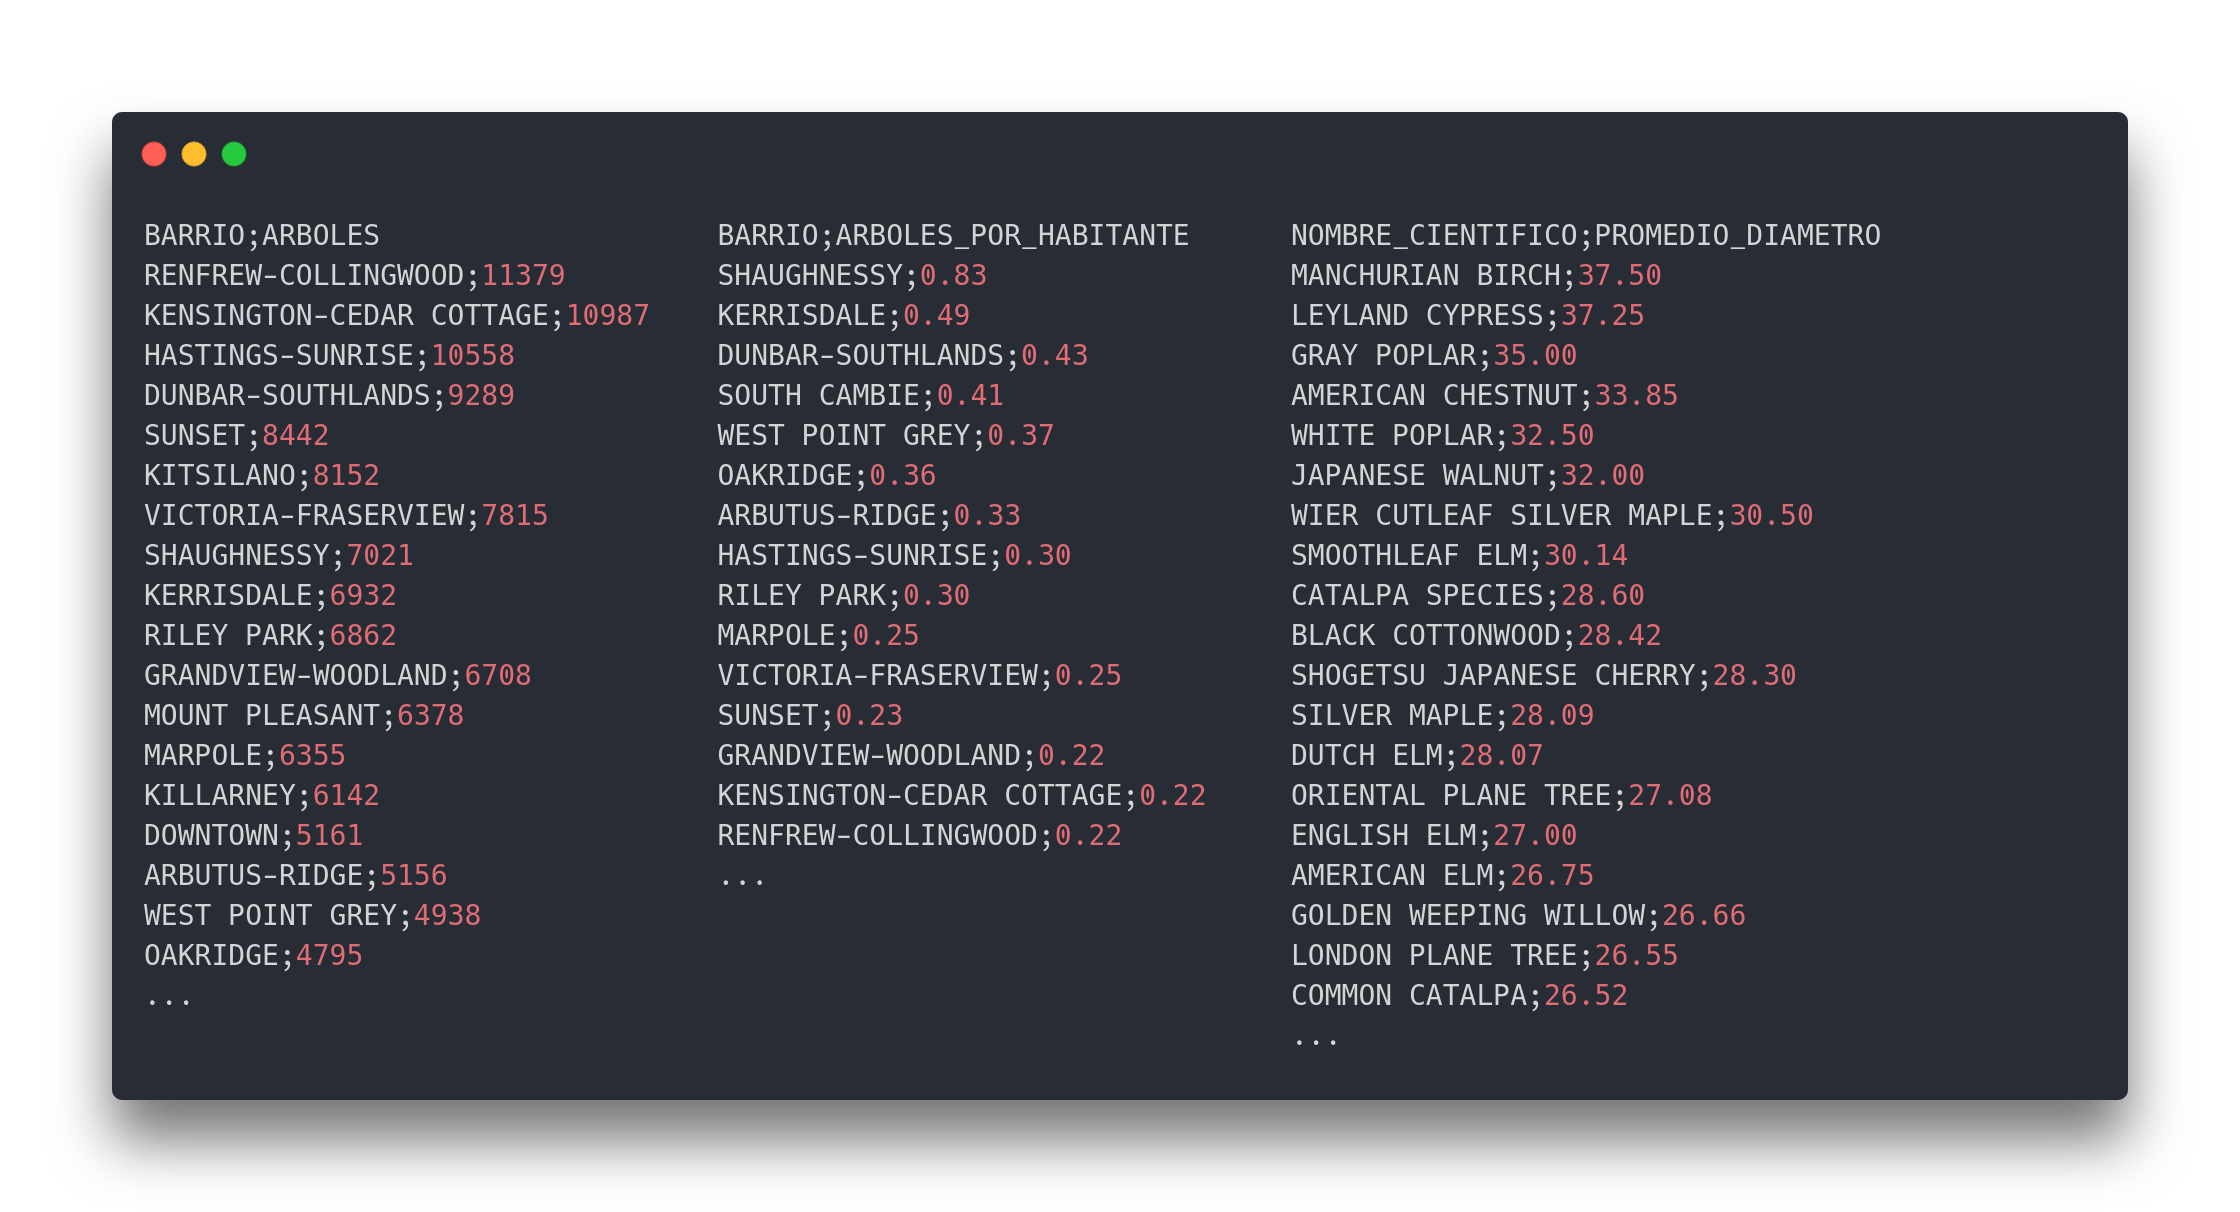 BARRIO;ARBOLES
RENFREW-COLLINGWOOD;11379
KENSINGTON-CEDAR COTTAGE;10987
HASTINGS-SUNRISE;10558
DUNBAR-SOUTHLANDS;9289
SUNSET;8442
KITSILANO;8152
VICTORIA-FRASERVIEW;7815
SHAUGHNESSY;7021
KERRISDALE;6932
RILEY PARK;6862
GRANDVIEW-WOODLAND;6708
MOUNT PLEASANT;6378
MARPOLE;6355
KILLARNEY;6142
DOWNTOWN;5161
ARBUTUS-RIDGE;5156
WEST POINT GREY;4938
OAKRIDGE;4795
...
BARRIO;ARBOLES_POR_HABITANTE
SHAUGHNESSY;0.83
KERRISDALE;0.49
DUNBAR-SOUTHLANDS;0.43
SOUTH CAMBIE;0.41
WEST POINT GREY;0.37
OAKRIDGE;0.36
ARBUTUS-RIDGE;0.33
HASTINGS-SUNRISE;0.30
RILEY PARK;0.30
MARPOLE;0.25
VICTORIA-FRASERVIEW;0.25
SUNSET;0.23
GRANDVIEW-WOODLAND;0.22
KENSINGTON-CEDAR COTTAGE;0.22
RENFREW-COLLINGWOOD;0.22
...
NOMBRE_CIENTIFICO;PROMEDIO_DIAMETRO
MANCHURIAN BIRCH;37.50
LEYLAND CYPRESS;37.25
GRAY POPLAR;35.00
AMERICAN CHESTNUT;33.85
WHITE POPLAR;32.50
JAPANESE WALNUT;32.00
WIER CUTLEAF SILVER MAPLE;30.50
SMOOTHLEAF ELM;30.14
CATALPA SPECIES;28.60
BLACK COTTONWOOD;28.42
SHOGETSU JAPANESE CHERRY;28.30
SILVER MAPLE;28.09
DUTCH ELM;28.07
ORIENTAL PLANE TREE;27.08
ENGLISH ELM;27.00
AMERICAN ELM;26.75
GOLDEN WEEPING WILLOW;26.66
LONDON PLANE TREE;26.55
COMMON CATALPA;26.52
...